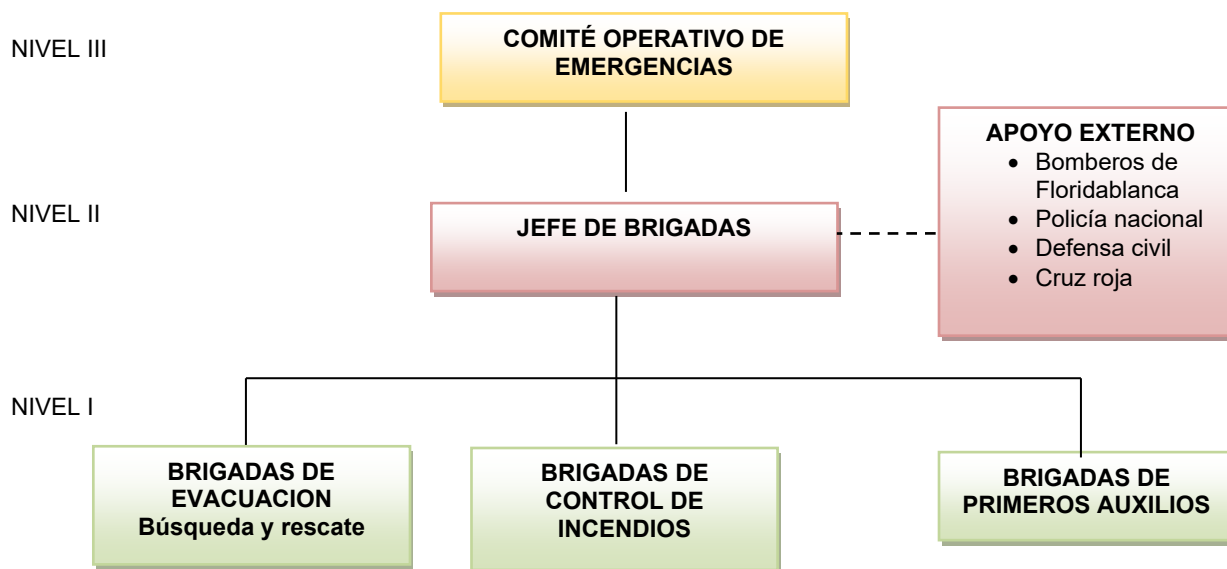 NIVEL III
COMITÉ OPERATIVO DE
EMERGENCIAS
APOYO EXTERNO
• Bomberos de
Floridablanca
• Policía nacional
• Defensa civil
• Cruz roja
NIVEL II
JEFE DE BRIGADAS
NIVEL I
BRIGADAS DE
EVACUACION
Búsqueda y rescate
BRIGADAS DE
CONTROL DE
INCENDIOS
BRIGADAS DE
PRIMEROS AUXILIOS